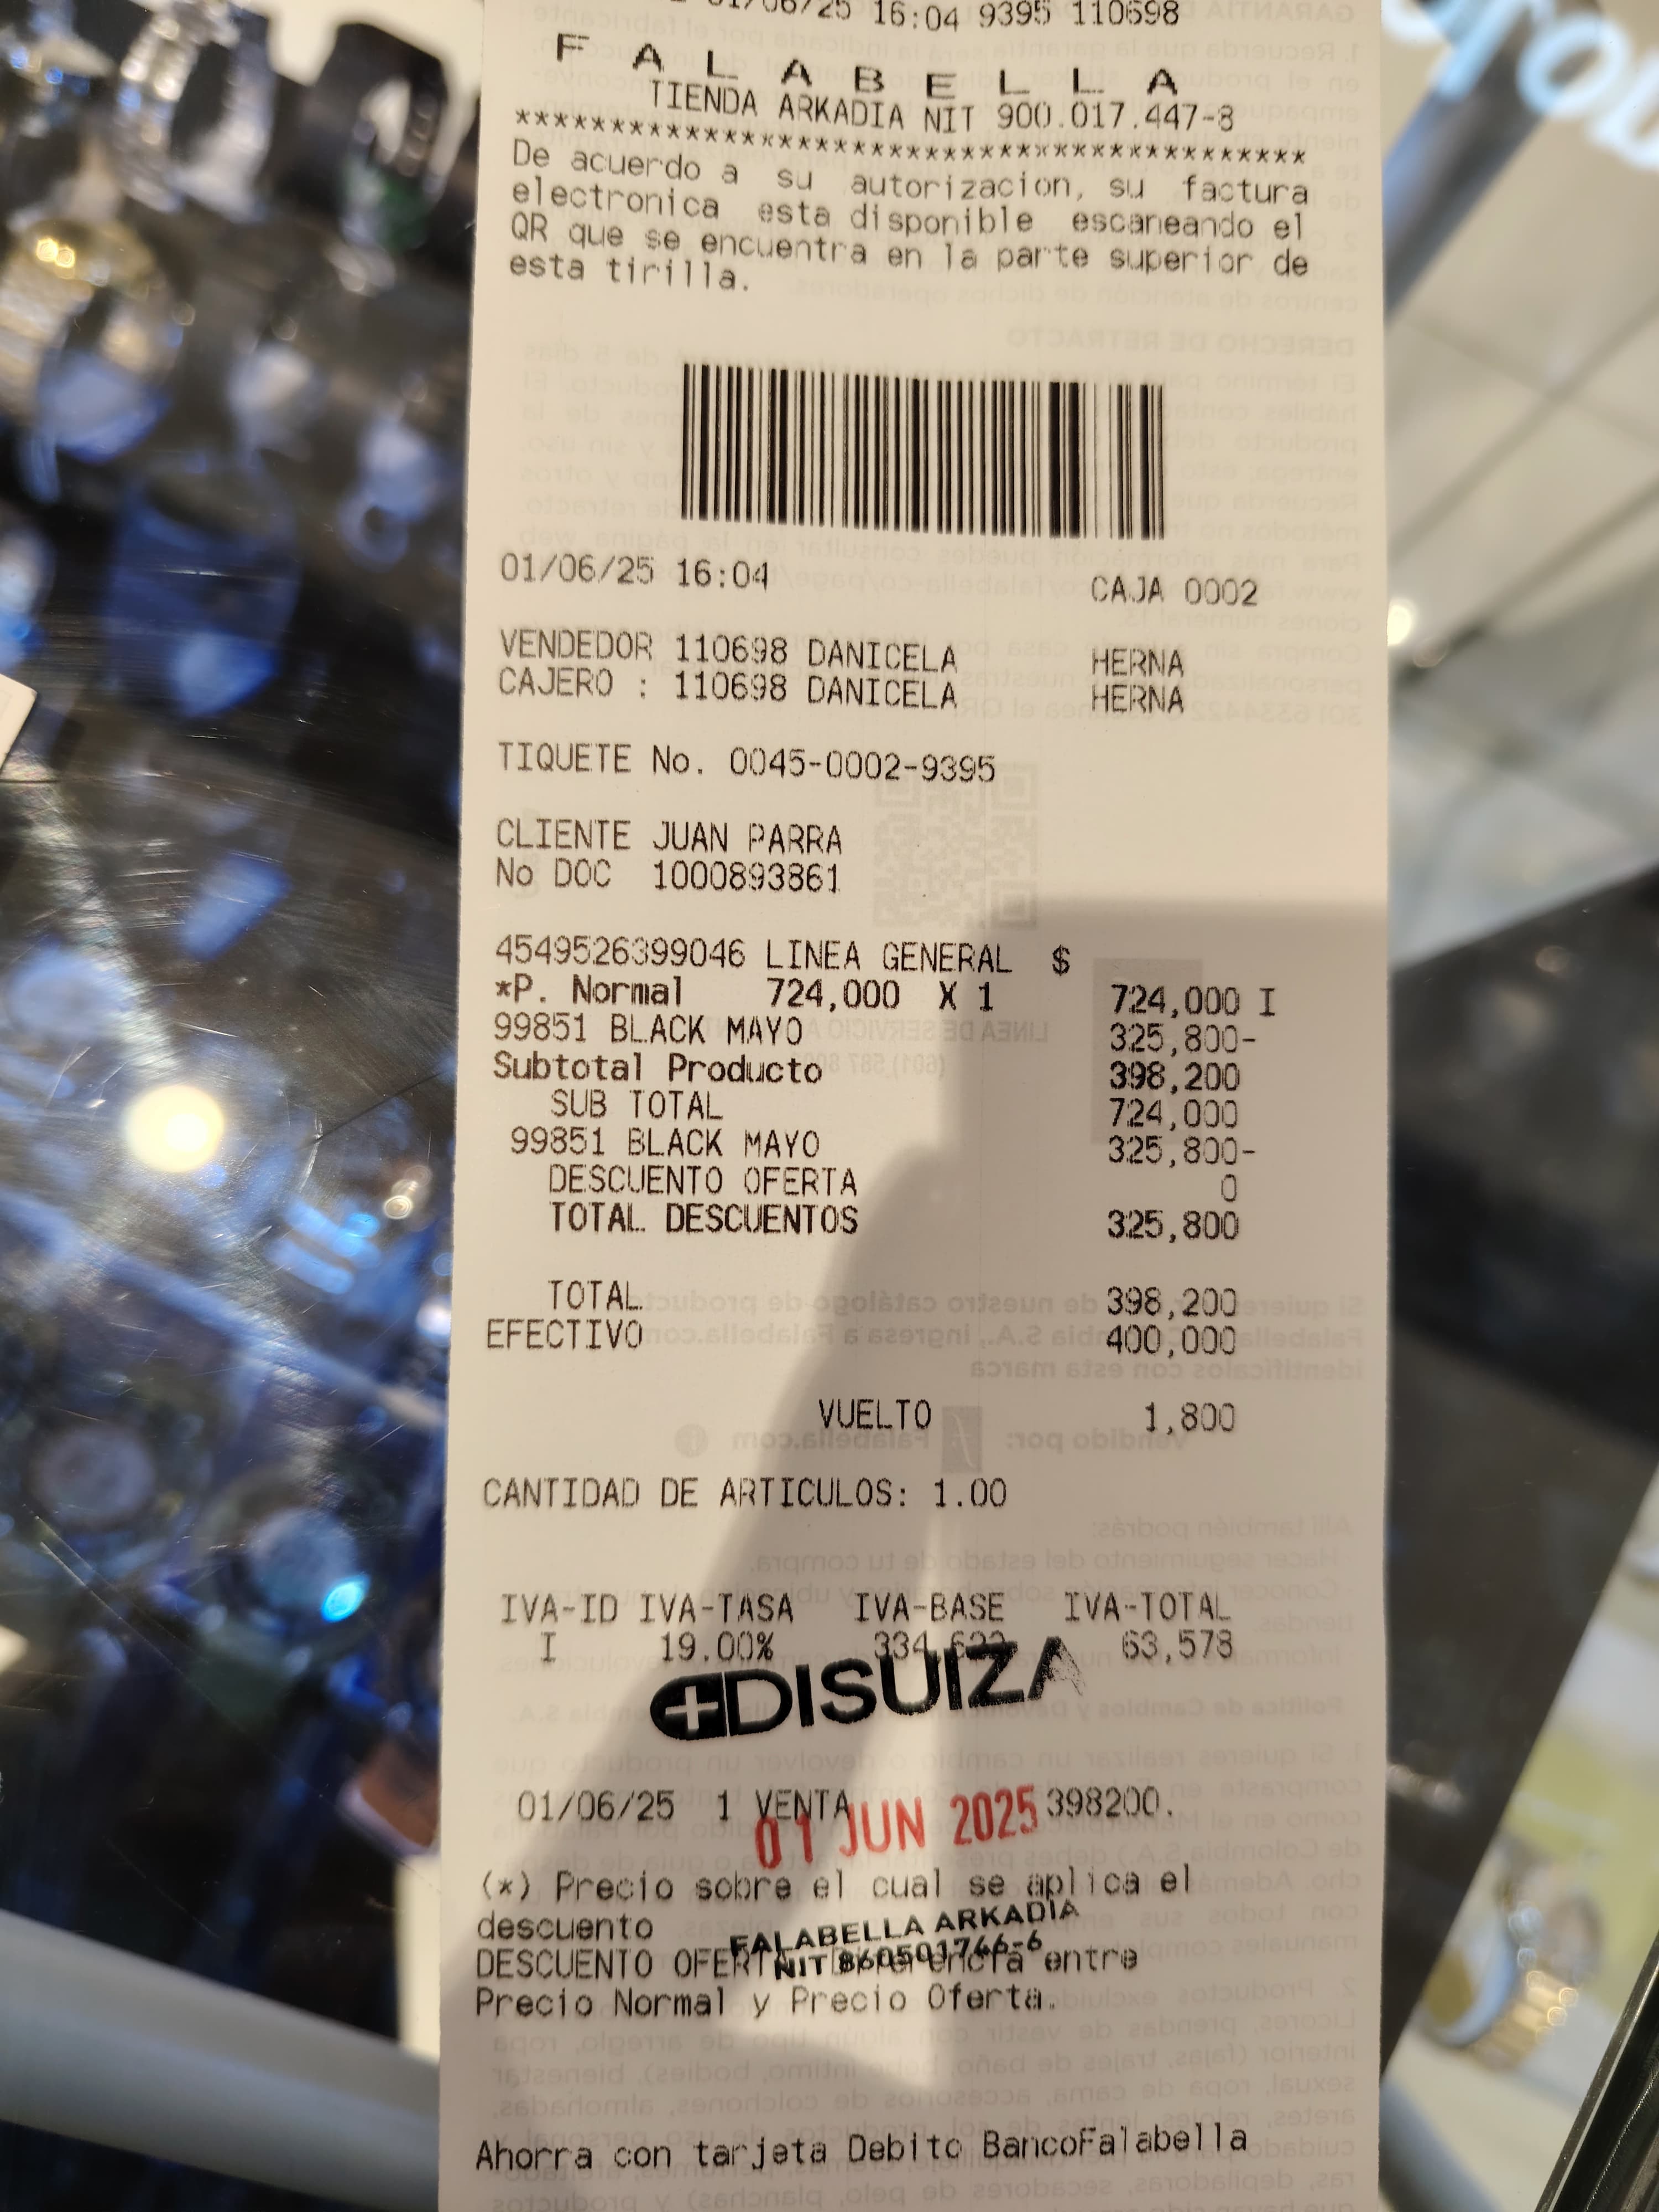 01/06/25 16:04 9395 110698
F A L A B E L L A
TIENDA ARKADIA NIT 900.017.447-8
*****************************************
De acuerdo a su autorizacion, su factura
electronica esta disponible escaneando el
QR que se encuentra en la parte superior de
esta tirilla.
01/06/25 16:04 CAJA 0002
VENDEDOR 110698 DANICELA HERNA
CAJERO : 110698 DANICELA HERNA
TIQUETE No. 0045-0002-9395
CLIENTE JUAN PARRA
No DOC 1000893861
4549526399046 LINEA GENERAL $
*P. Normal 724,000 X 1 724,000 I
99851 BLACK MAYO 325,800-
Subtotal Producto 398,200
SUB TOTAL 724,000
99851 BLACK MAYO 325,800-
DESCUENTO OFERTA 0
TOTAL DESCUENTOS 325,800
TOTAL 398,200
EFECTIVO 400,000
VUELTO 1,800
CANTIDAD DE ARTICULOS: 1.00
IVA-ID IVA-TASA IVA-BASE IVA-TOTAL
I 19.00% 334,622 63,578
DISUIZA
01/06/25 1 VENTA 398200.
01 JUN 2025
(*) Precio sobre el cual se aplica el
descuento
FALABELLA ARKADIA
NIT 860501746-6
DESCUENTO OFERTA entre
Precio Normal y Precio Oferta.
Ahorra con tarjeta Debito BancoFalabella